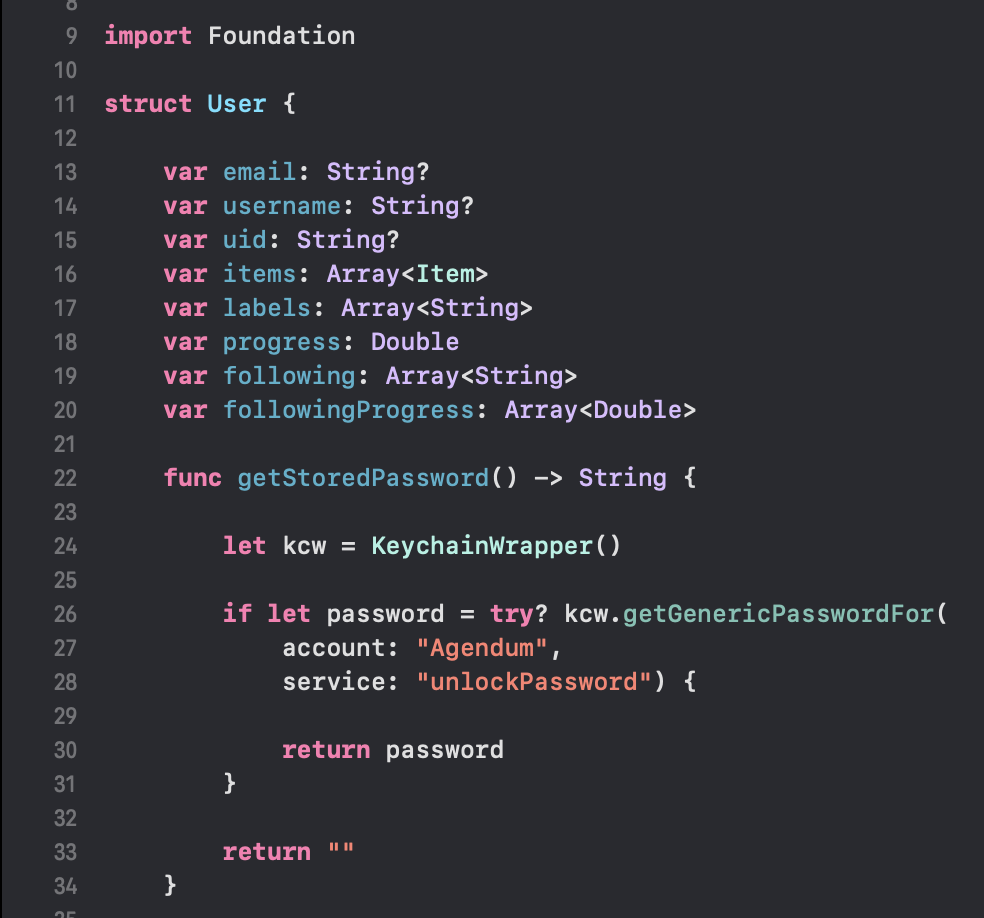 8
9 import Foundation
10
11 struct User {
12
13     var email: String?
14     var username: String?
15     var uid: String?
16     var items: Array<Item>
17     var labels: Array<String>
18     var progress: Double
19     var following: Array<String>
20     var followingProgress: Array<Double>
21
22     func getStoredPassword() -> String {
23
24         let kcw = KeychainWrapper()
25
26         if let password = try? kcw.getGenericPasswordFor(
27             account: "Agendum",
28             service: "unlockPassword") {
29
30             return password
31         }
32
33         return ""
34     }
35